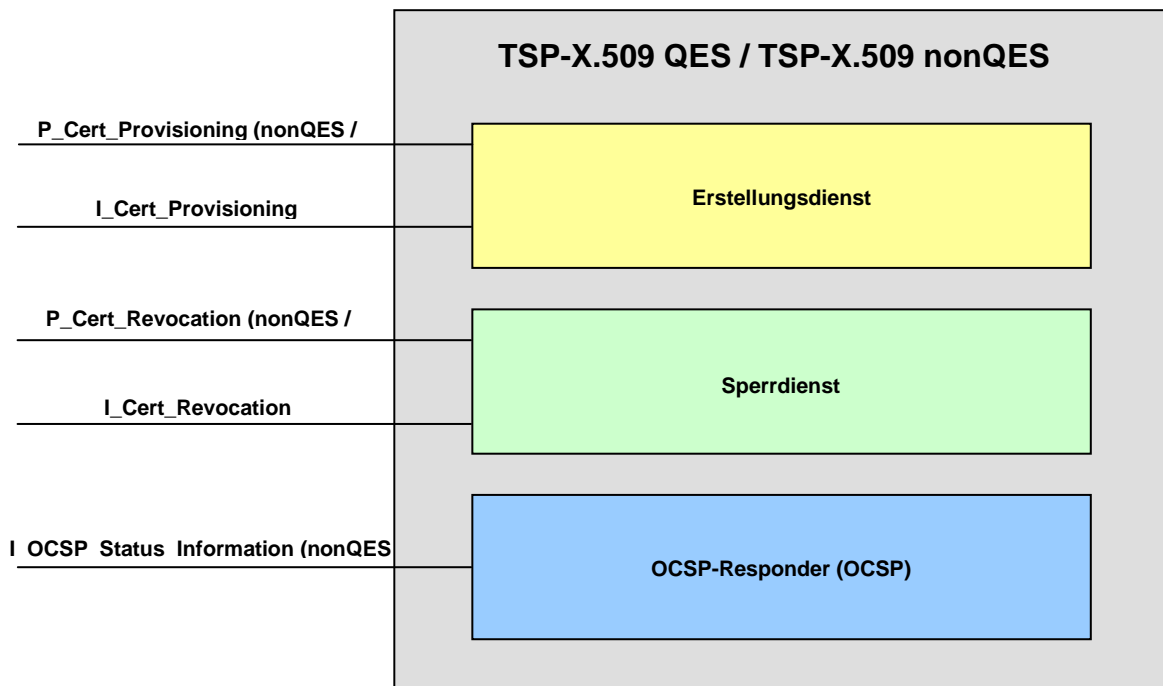 TSP-X.509 QES / TSP-X.509 nonQES
P_Cert_Provisioning (nonQES /
Erstellungsdienst
I_Cert_Provisioning
P_Cert_Revocation (nonQES /
Sperrdienst
I_Cert_Revocation
I_OCSP_Status_Information (nonQES
OCSP-Responder (OCSP)